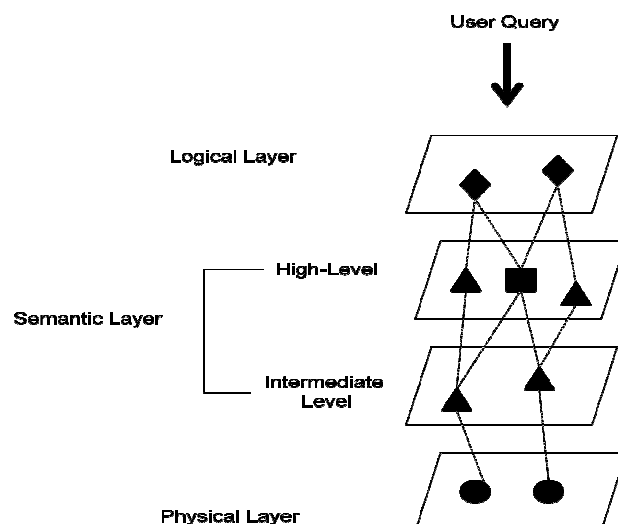 User Query
Logical Layer
High-Level
Semantic Layer
Intermediate
Level
Physical Layer